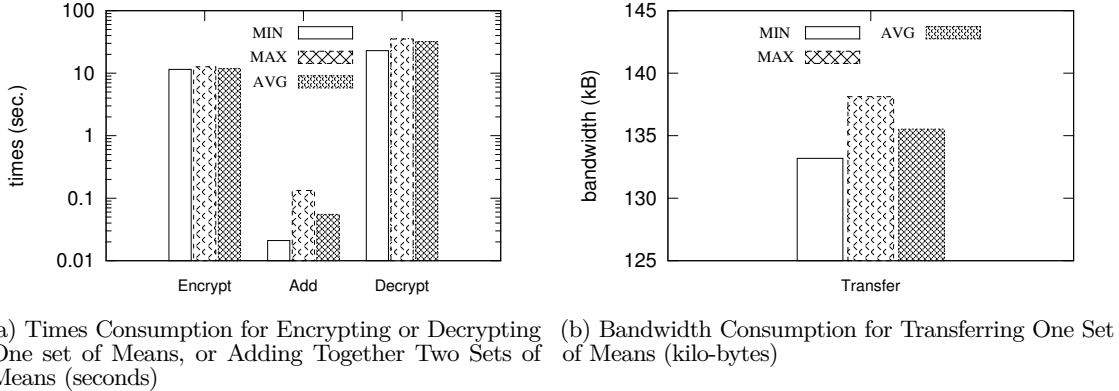 100
10
1
0.1
0.01
times (sec.)
MIN
MAX
AVG
Encrypt Add Decrypt
145
140
135
130
125
bandwidth (kB)
MIN AVG
MAX
Transfer
a) Times Consumption for Encrypting or Decrypting
One set of Means, or Adding Together Two Sets of
Means (seconds)
(b) Bandwidth Consumption for Transferring One Set
of Means (kilo-bytes)